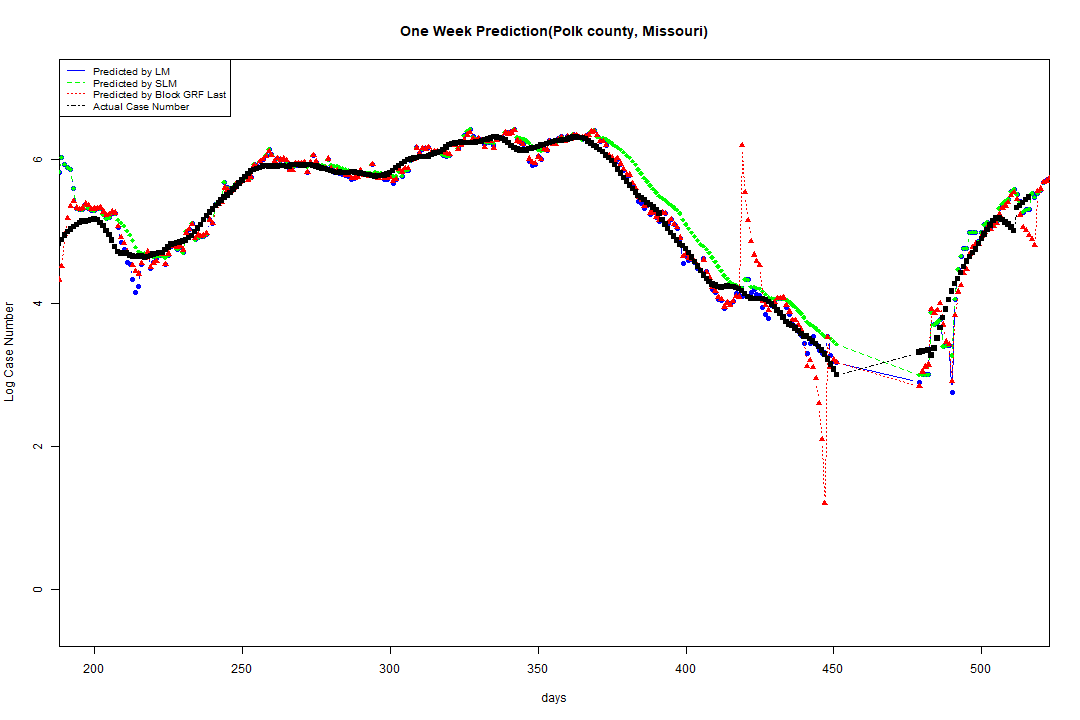 One Week Prediction(Polk county, Missouri)
Predicted by LM
Predicted by SLM
Predicted by Block GRF Last
Actual Case Number
6
4
2
0
Log Case Number
200 250 300 350 400 450 500
days